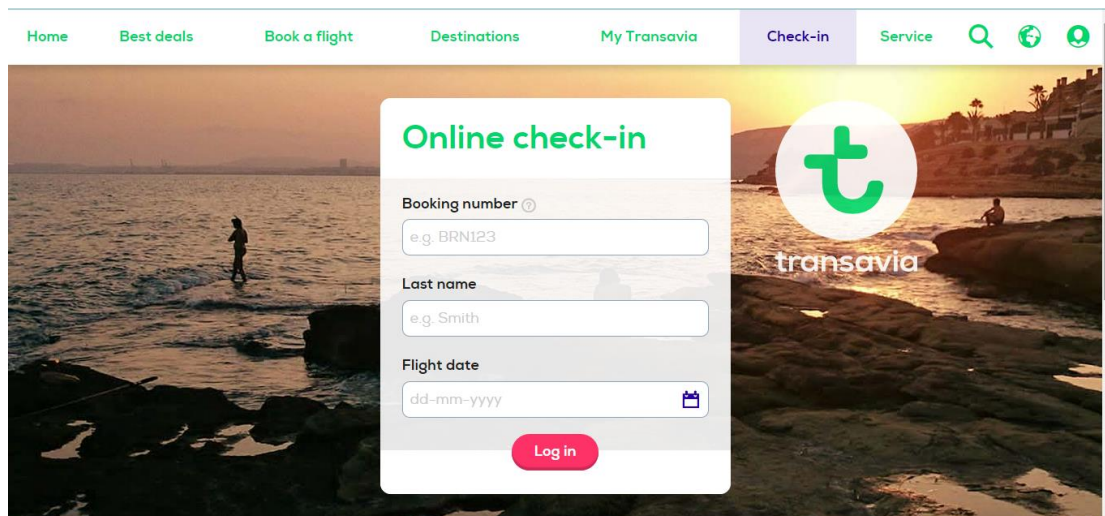 Home Best deals Book a flight Destinations My Transavia Check-in Service
Online check-in
Booking number ?
e.g. BRN123
Last name
e.g. Smith
Flight date
dd-mm-yyyy
Log in
t
transavia